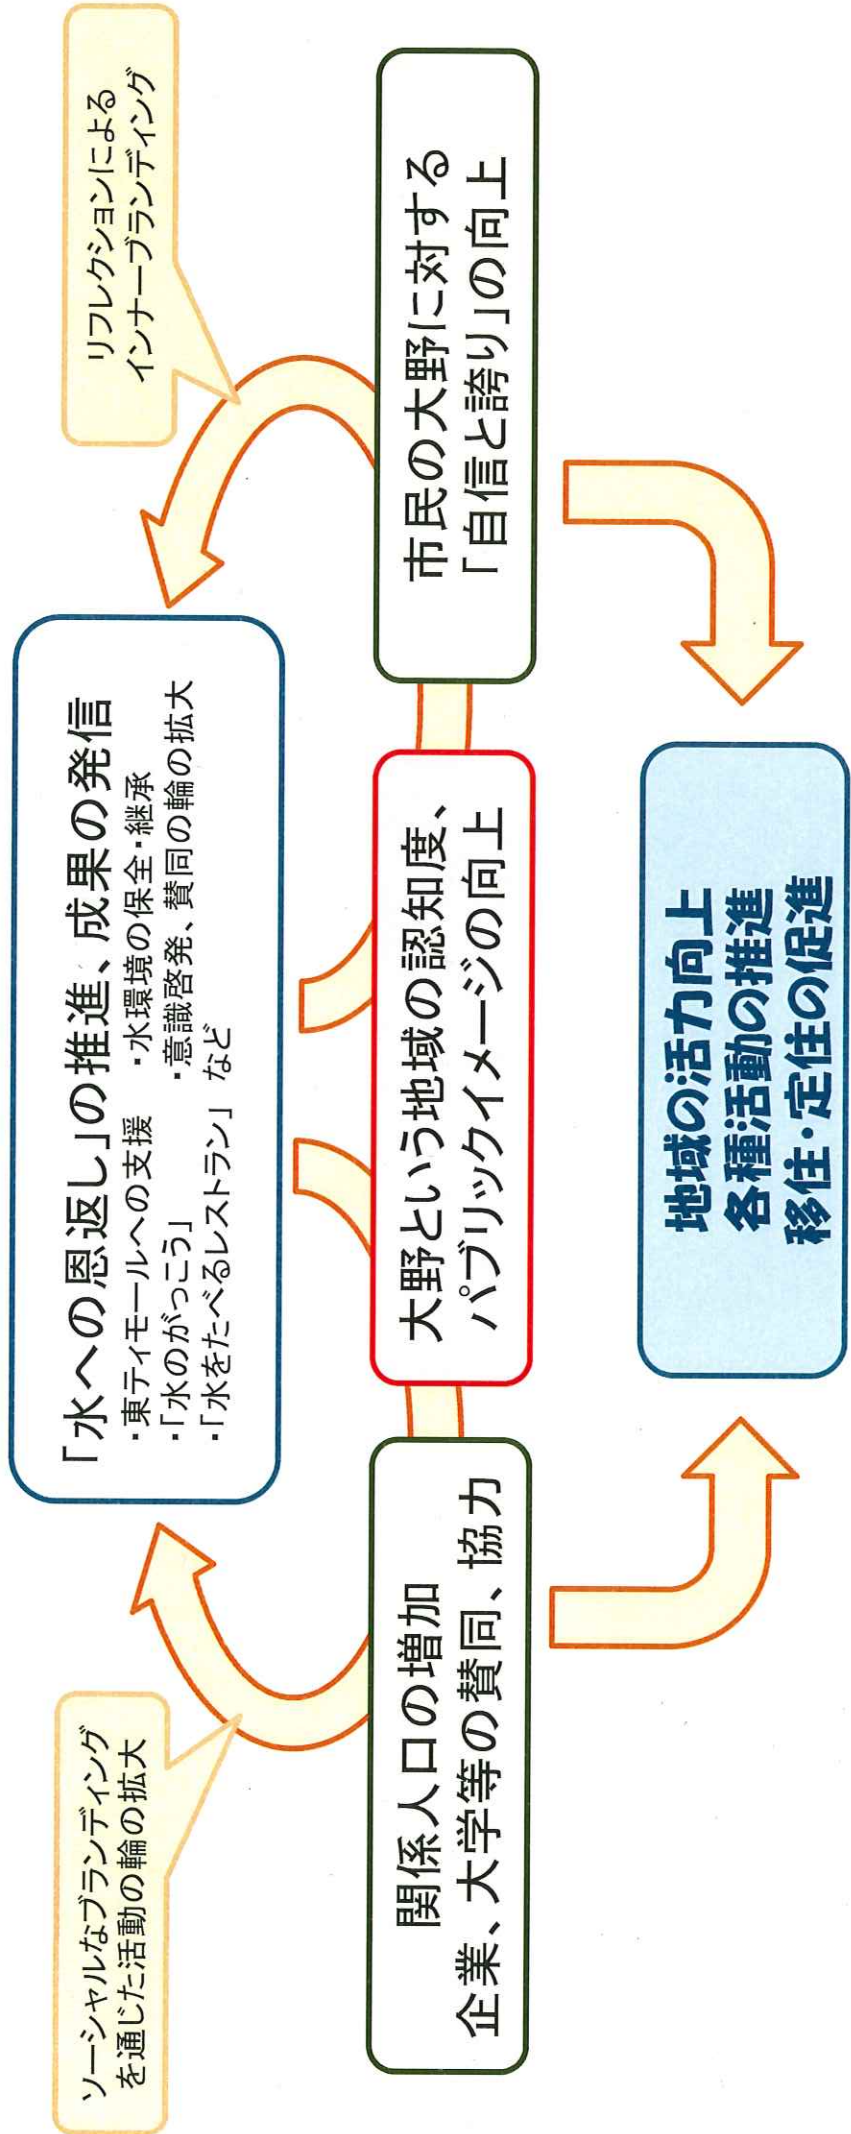 「水への恩返し」の推進、成果の発信
・東ティモールへの支援　・水環境の保全・継承
・「水のがっこう」　・意識啓発、賛同の輪の拡大
・「水をたべるレストラン」 など
ソーシャルなブランディング
を通じた活動の輪の拡大
リフレクションによる
インナーブランディング
関係人口の増加
企業、大学等の賛同、協力
大野という地域の認知度、
パブリックイメージの向上
市民の大野に対する
「自信と誇り」の向上
地域の活力向上
各種活動の推進
移住・定住の促進